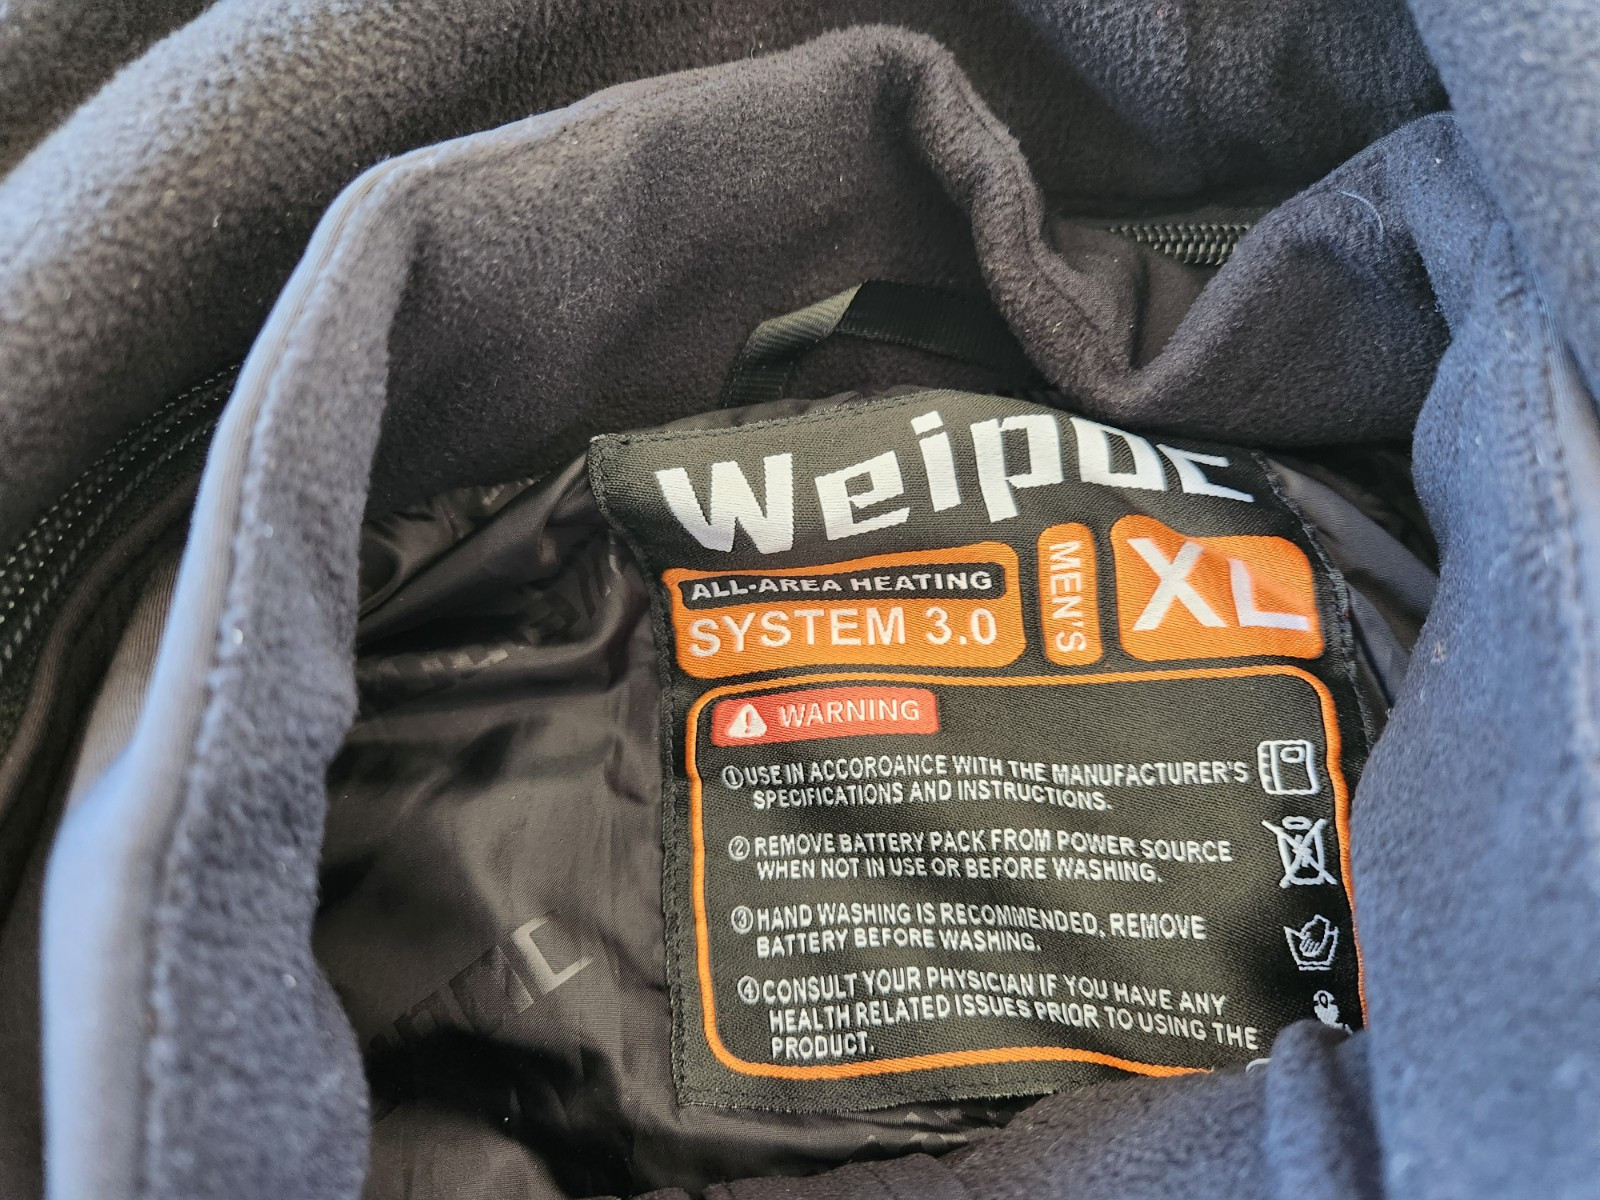 Weipoc
ALL-AREA HEATING
SYSTEM 3.0
MEN'S
XL
WARNING
①USE IN ACCOROANCE WITH THE MANUFACTURER'S
SPECIFICATIONS AND INSTRUCTIONS.
②REMOVE BATTERY PACK FROM POWER SOURCE
WHEN NOT IN USE OR BEFORE WASHING.
③HAND WASHING IS RECOMMENDED, REMOVE
BATTERY BEFORE WASHING.
④CONSULT YOUR PHYSICIAN IF YOU HAVE ANY
HEALTH RELATED ISSUES PRIOR TO USING THE
PRODUCT.